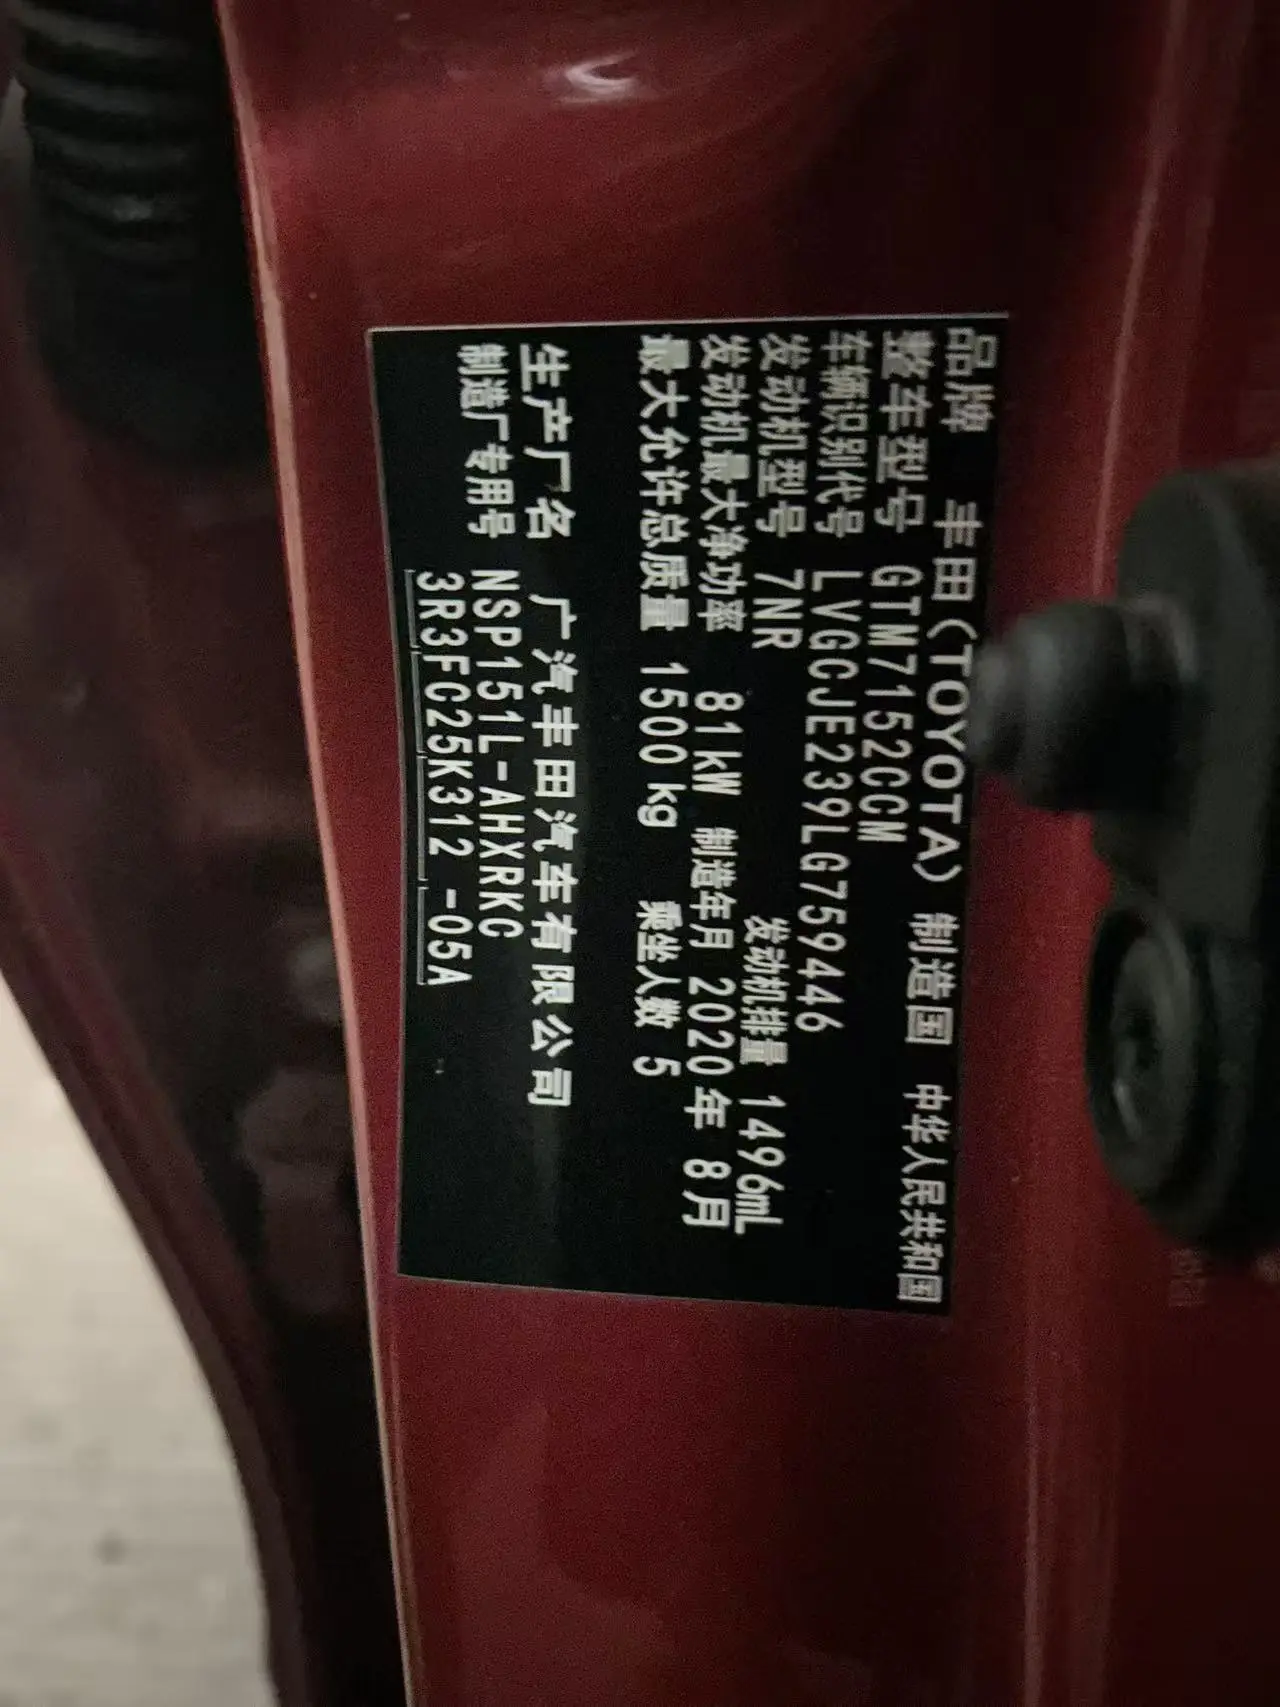 品牌 丰田(TOYOTA) 制造国 中华人民共和国
整车型号 GTM7152CGM
车辆识别代号 LVGCJE239LG759446
发动机型号 7NR 发动机排量 1496mL
发动机最大净功率 81kW 制造年月 2020年 8月
最大允许总质量 1500 kg 乘坐人数 5
生产厂名 广汽丰田汽车有限公司
制造厂专用号 NSP151L-AHXRKC
3R3FC25K312 -05A